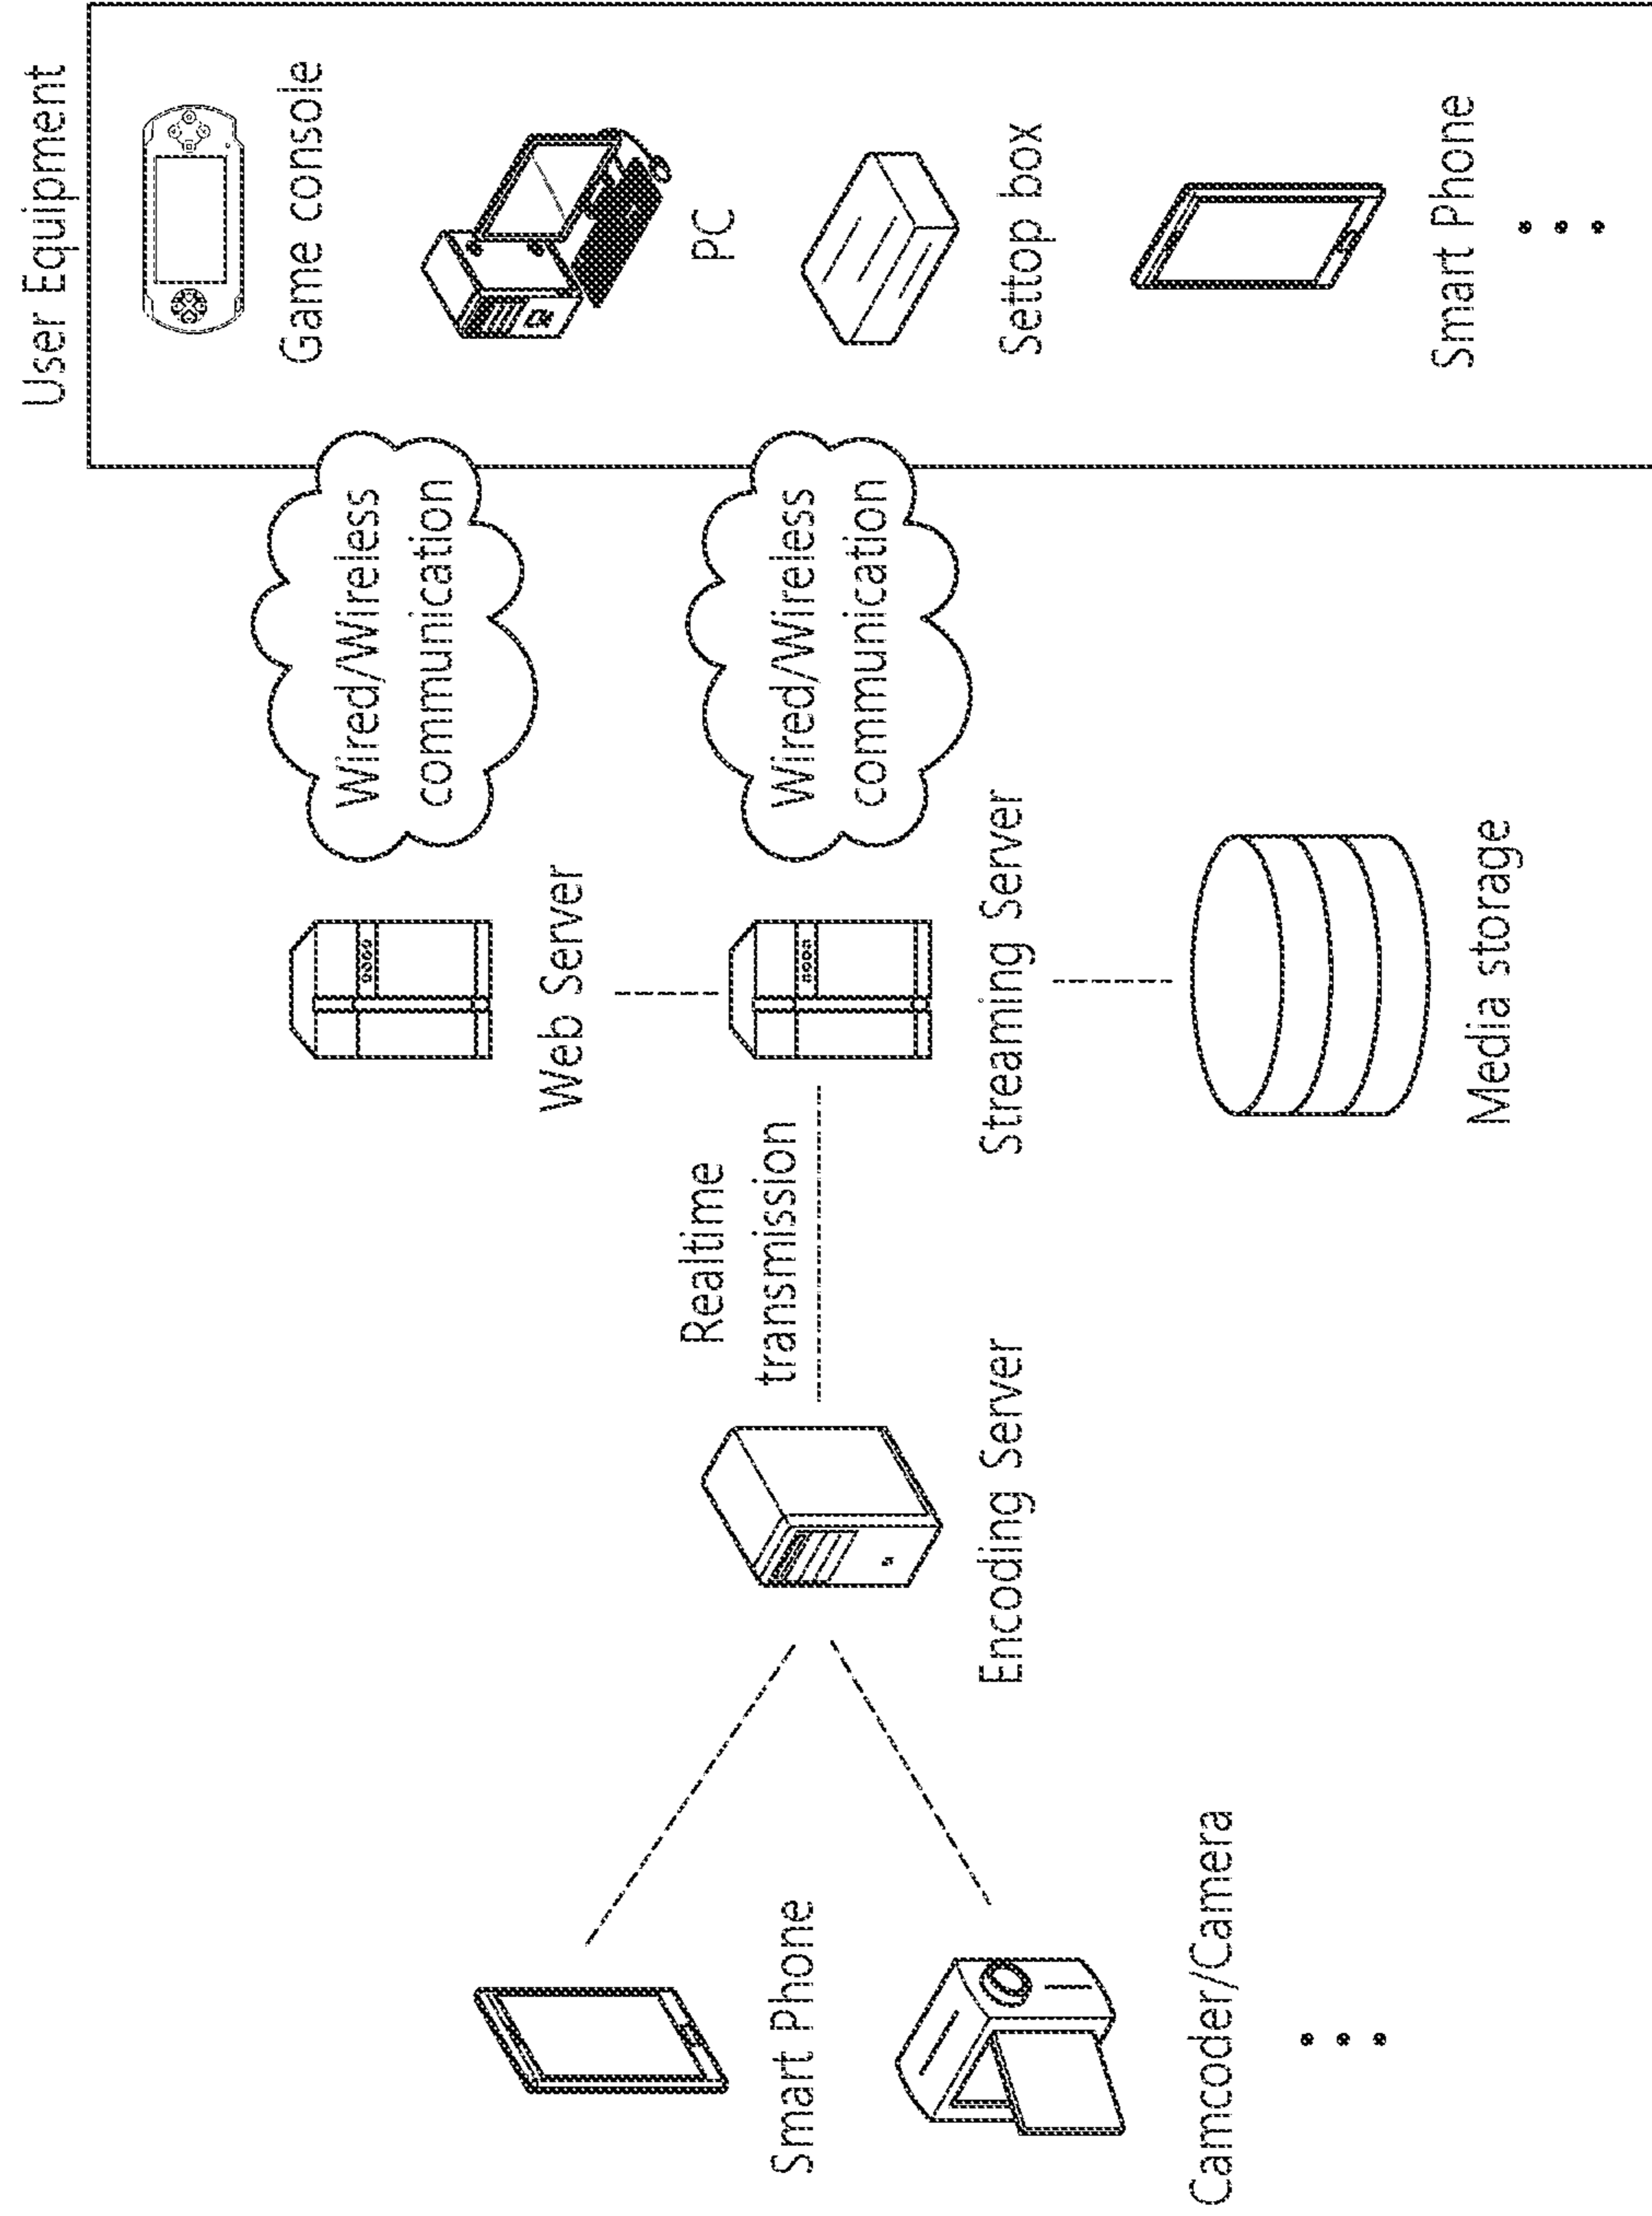 User Equipment
Game console
PC
Settop box
Smart Phone
Wired/Wireless
communication
Wired/Wireless
communication
Web Server
Streaming Server
Media storage
Realtime
transmission
Encoding Server
Smart Phone
Camcoder/Camera